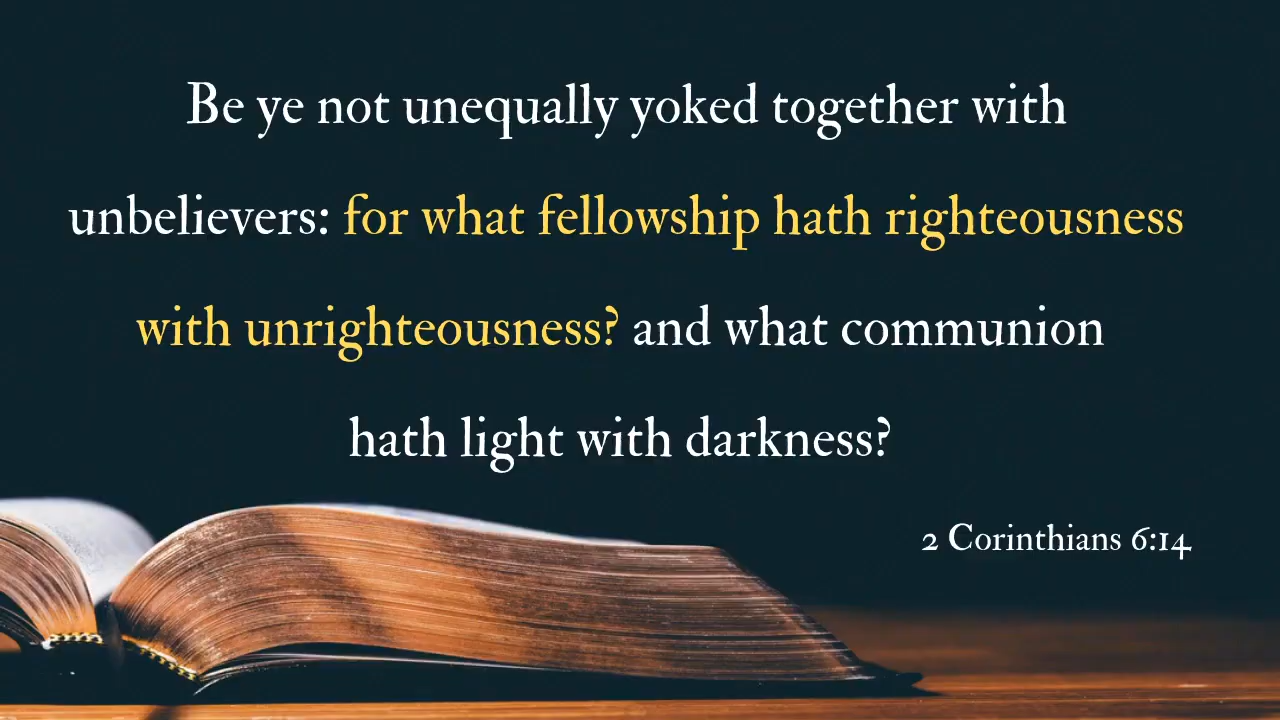 Be ye not unequally yoked together with
unbelievers: for what fellowship hath righteousness
with unrighteousness? and what communion
hath light with darkness?
2 Corinthians 6:14